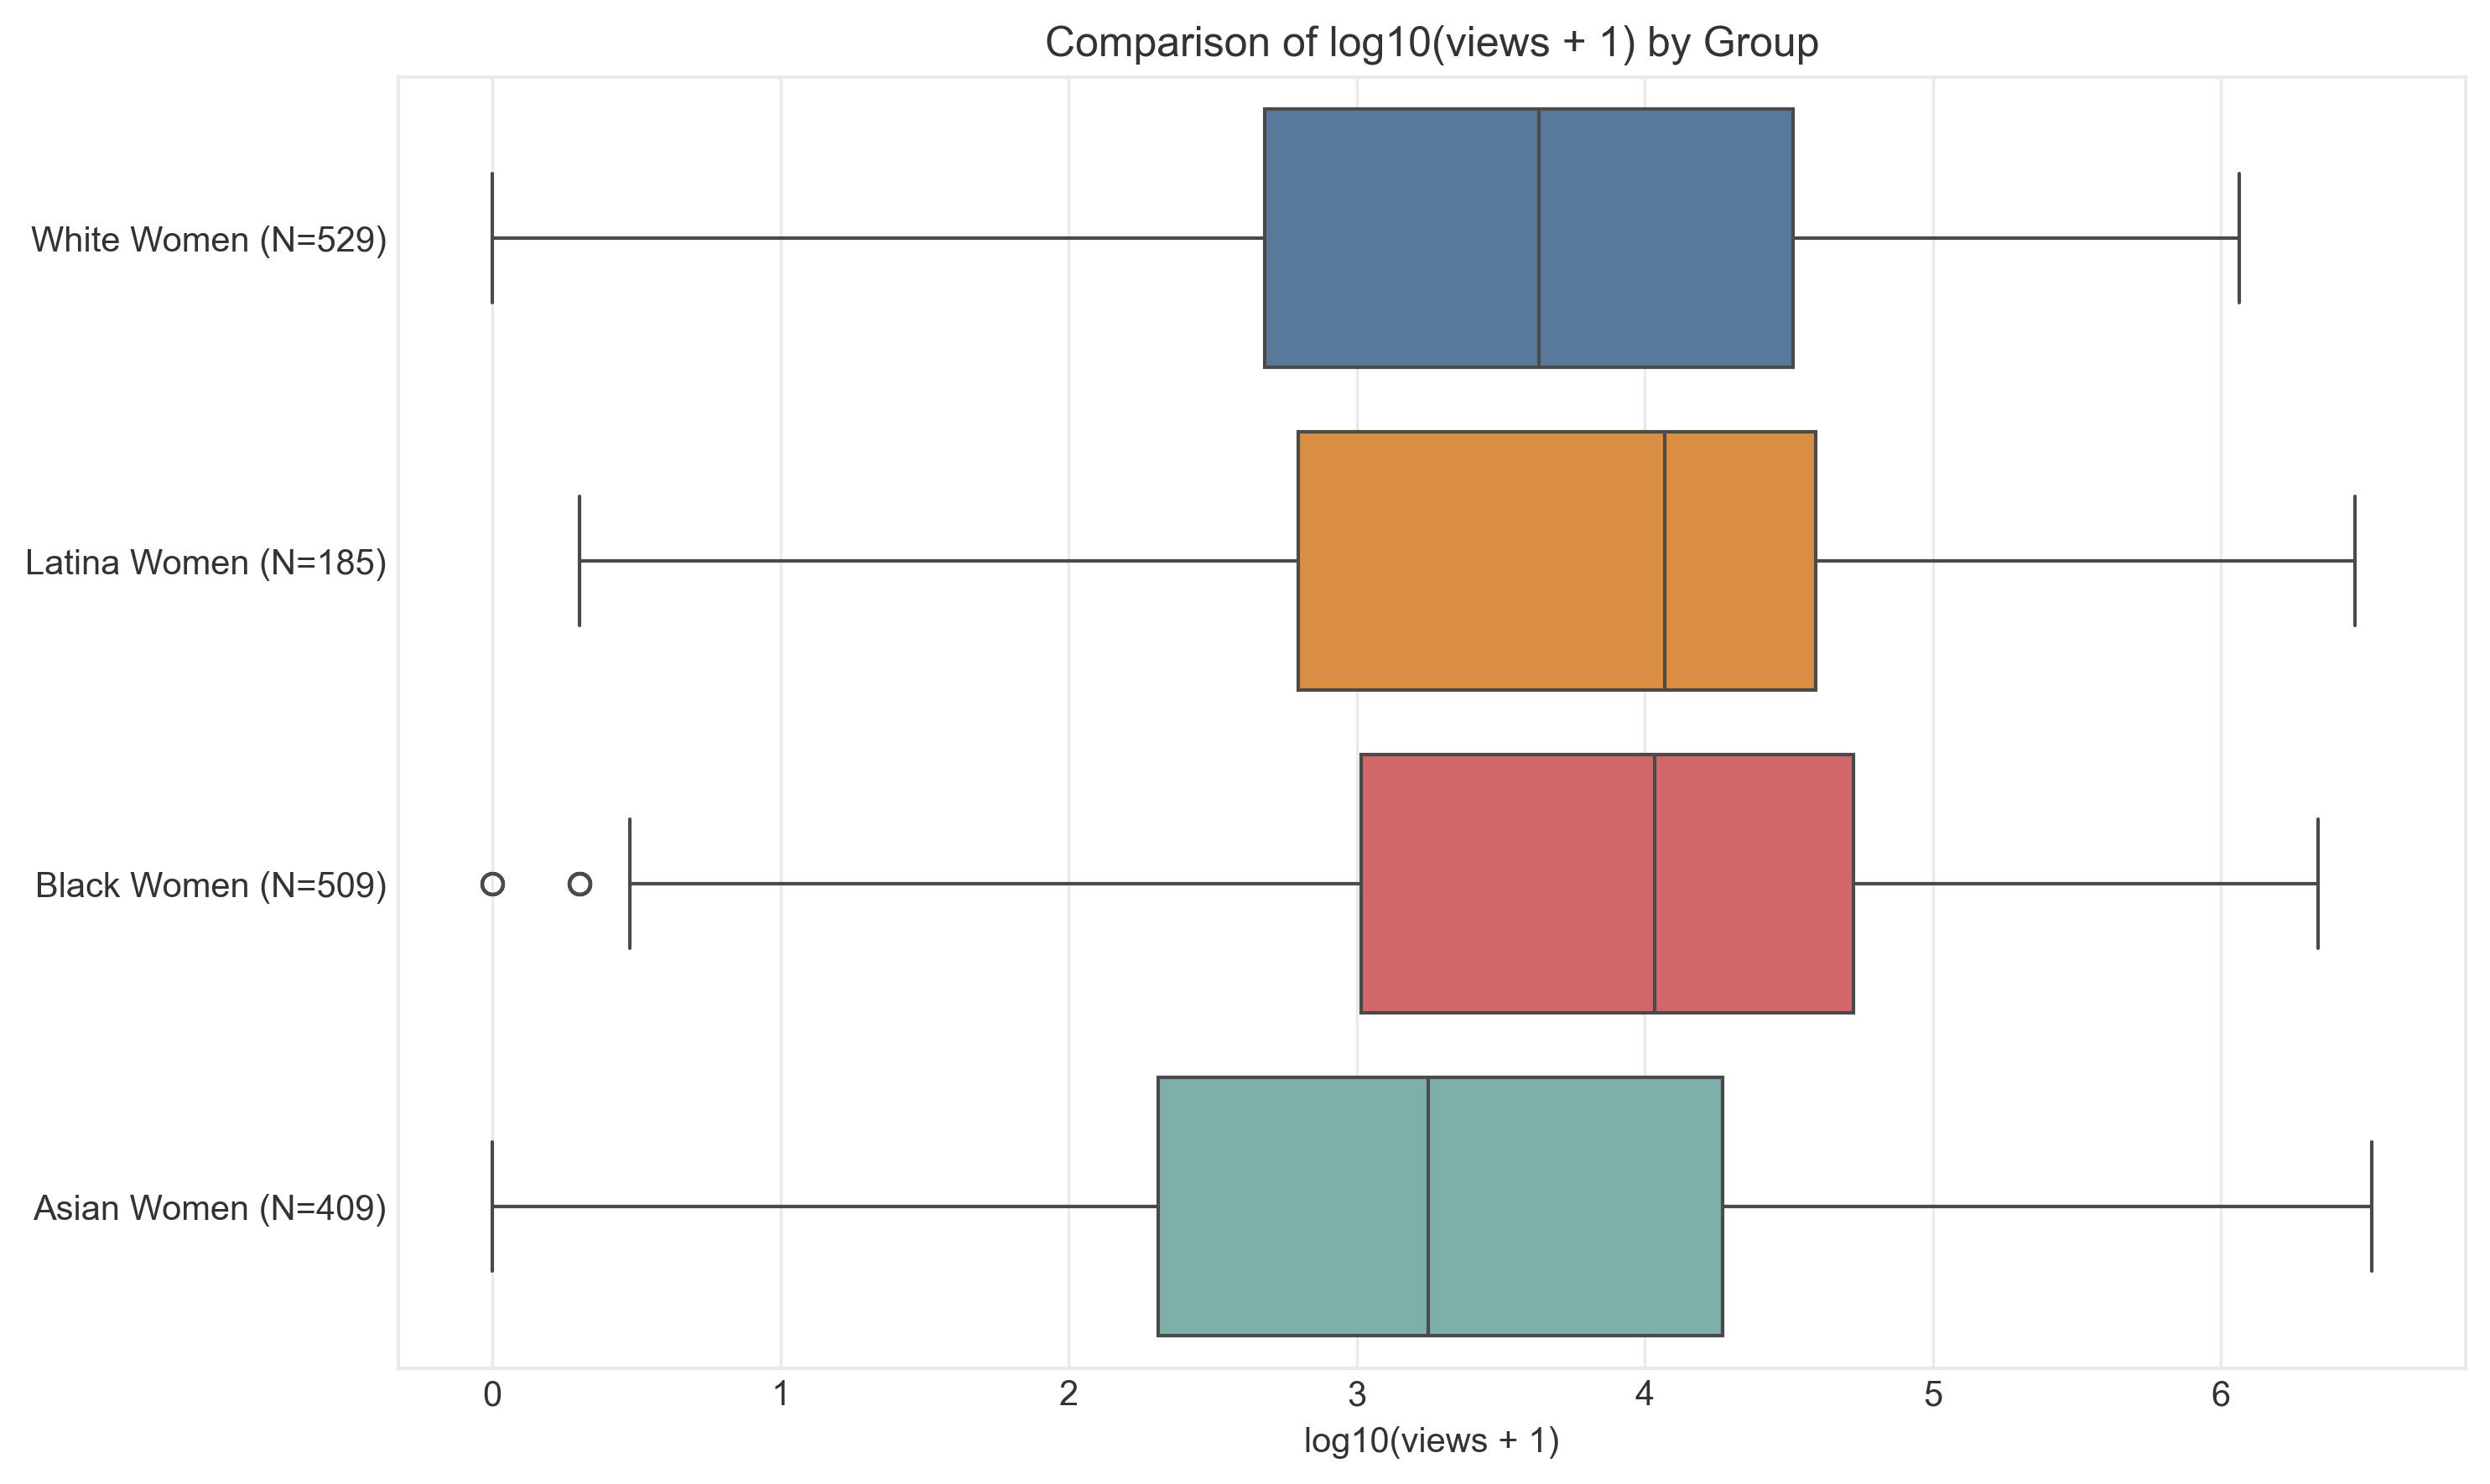 Comparison of log10(views + 1) by Group
White Women (N=529)
Latina Women (N=185)
Black Women (N=509)
Asian Women (N=409)
0 1 2 3 4 5 6
log10(views + 1)